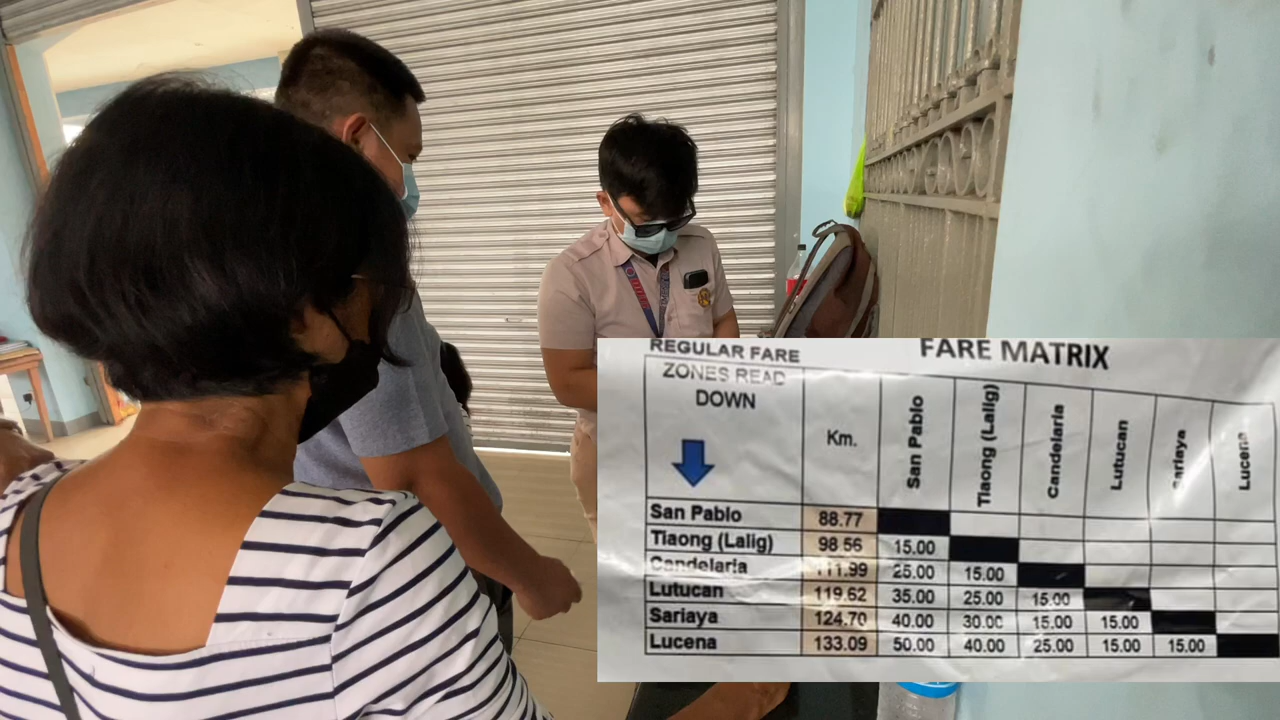 REGULAR FARE
FARE MATRIX
ZONES READ
DOWN
Km.
San Pablo
Tiaong (Lalig)
Candelaria
Lutucan
Sariaya
Lucena
San Pablo 88.77
Tiaong (Lalig) 98.56 15.00
Candelaria 111.99 25.00 15.00
Lutucan 119.62 35.00 25.00 15.00
Sariaya 124.70 40.00 30.00 15.00 15.00
Lucena 133.09 50.00 40.00 25.00 15.00 15.00